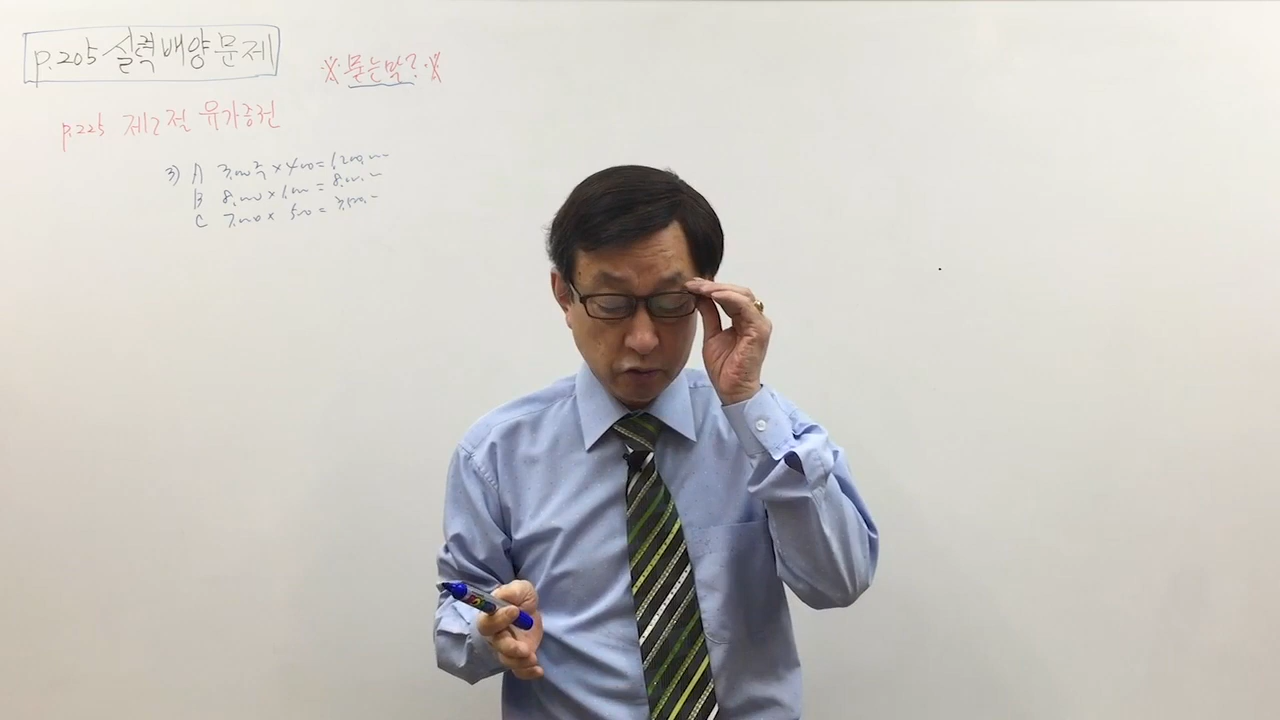 p.205 실력배양문제
※묻는말?※
p.225 제2절 유가증권
3) A 3,000주 × 400 = 1,200,000
B 8,000 × 1,000 = 8,000,000
C 7,000 × 500 = 3,500,000